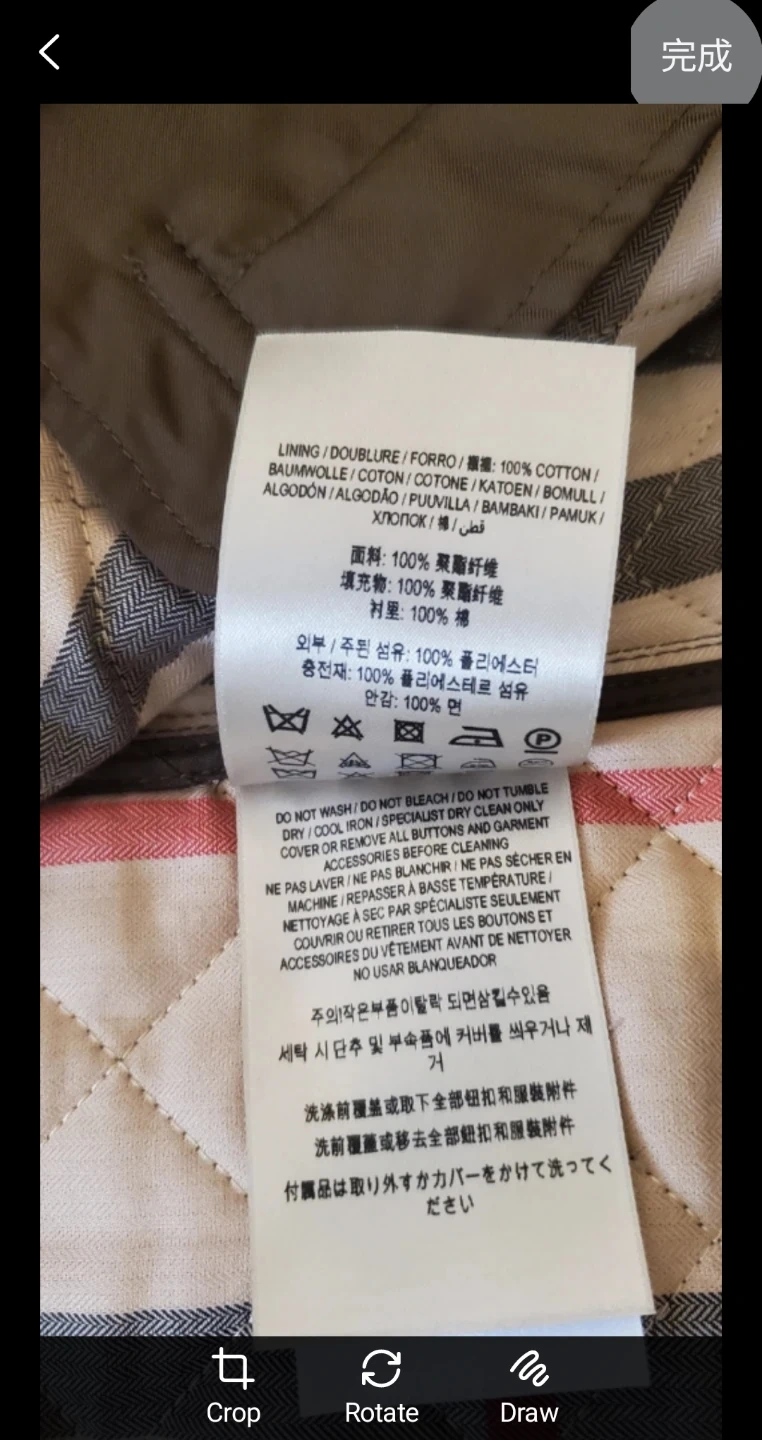 完成
LINING / DOUBLURE / FORRO / 裏襠: 100% COTTON /
BAUMWOLLE / COTON / COTONE / KATOEN / BOMULL /
ALGODÓN / ALGODÃO / PUUVILLA / BAMBAKI / PAMUK /
ХЛОПОК / 棉 / قطن
面料: 100% 聚酯纤维
填充物: 100% 聚酯纤维
衬里: 100% 棉
외부 / 주된 섬유: 100% 폴리에스터
충전재: 100% 폴리에스테르 섬유
안감: 100% 면
P
DO NOT WASH / DO NOT BLEACH / DO NOT TUMBLE
DRY / COOL IRON / SPECIALIST DRY CLEAN ONLY
COVER OR REMOVE ALL BUTTONS AND GARMENT
ACCESSORIES BEFORE CLEANING
NE PAS LAVER / NE PAS BLANCHIR / NE PAS SÉCHER EN
MACHINE / REPASSER À BASSE TEMPÉRATURE /
NETTOYAGE À SEC PAR SPÉCIALISTE SEULEMENT
COUVRIR OU RETIRER TOUS LES BOUTONS ET
ACCESSOIRES DU VÊTEMENT AVANT DE NETTOYER
NO USAR BLANQUEADOR
주의!작은부품이탈락 되면삼킬수있음
세탁 시 단추 및 부속품에 커버를 씌우거나 제
거
洗涤前覆盖或取下全部钮扣和服装附件
洗前覆蓋或移去全部鈕扣和服裝附件
付属品は取り外すかカバーをかけて洗ってく
ださい
Crop
Rotate
Draw